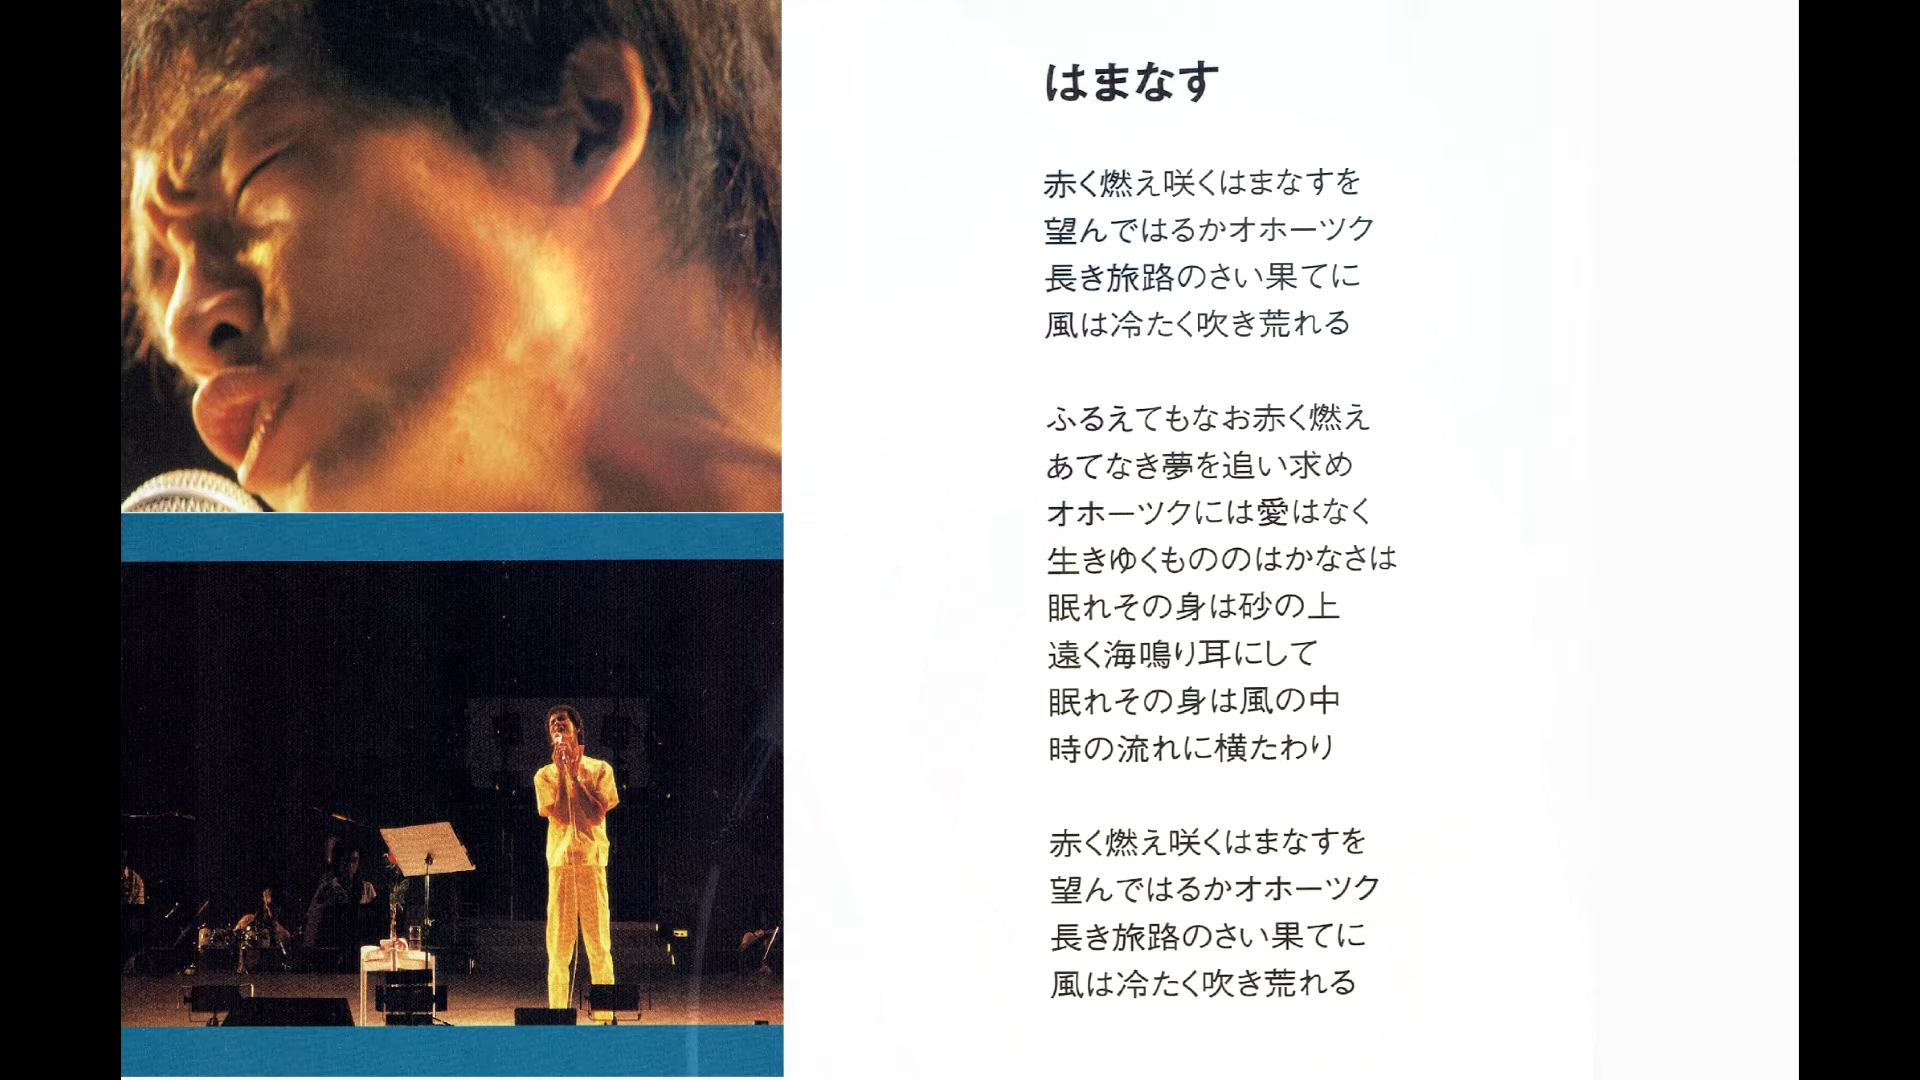 はまなす
赤く燃え咲くはまなすを
望んではるかオホーツク
長き旅路のさい果てに
風は冷たく吹き荒れる
ふるえてもなお赤く燃え
あてなき夢を追い求め
オホーツクには愛はなく
生きゆくもののはかなさは
眠れその身は砂の上
遠く海鳴り耳にして
眠れその身は風の中
時の流れに横たわり
赤く燃え咲くはまなすを
望んではるかオホーツク
長き旅路のさい果てに
風は冷たく吹き荒れる